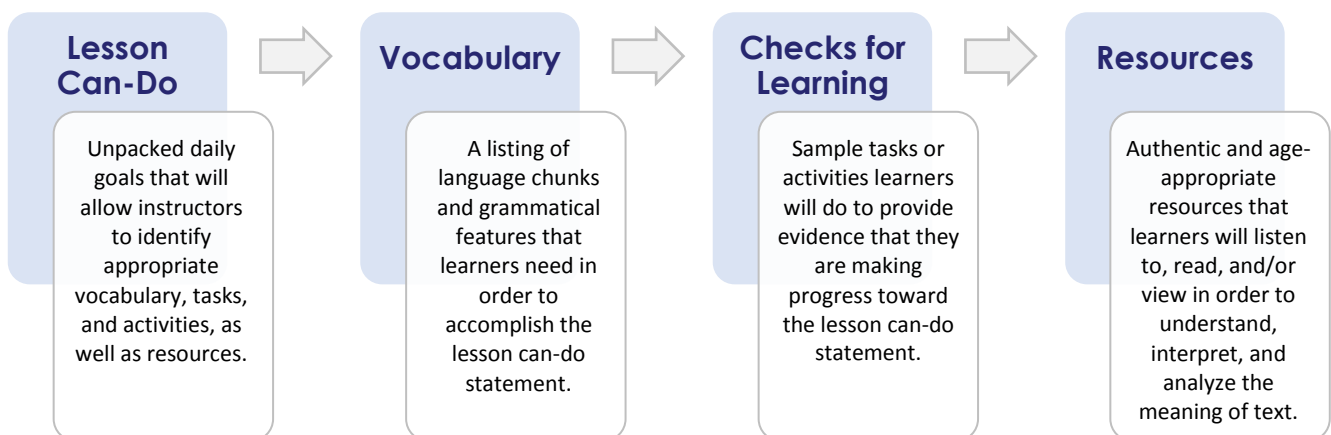 Lesson
Can-Do
Unpacked daily
goals that will
allow instructors
to identify
appropriate
vocabulary, tasks,
and activities, as
well as resources.
Vocabulary
A listing of
language chunks
and grammatical
features that
learners need in
order to
accomplish the
lesson can-do
statement.
Checks for
Learning
Sample tasks or
activities learners
will do to provide
evidence that they
are making
progress toward
the lesson can-do
statement.
Resources
Authentic and age-
appropriate
resources that
learners will listen
to, read, and/or
view in order to
understand,
interpret, and
analyze the
meaning of text.